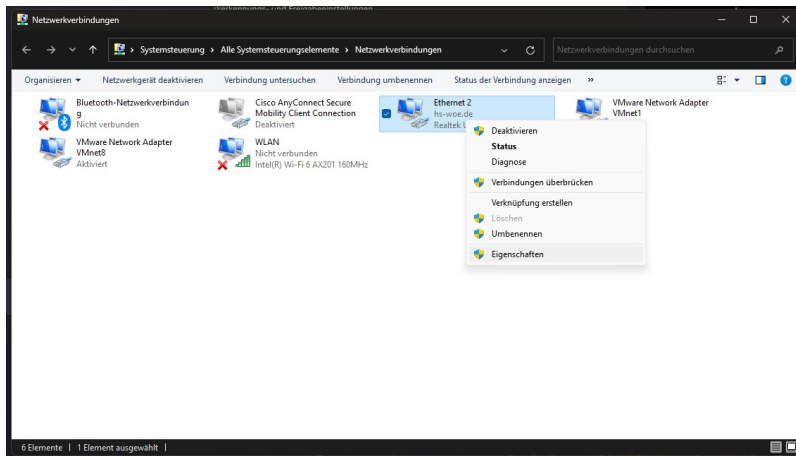 ikerkennungs- und Freigabeeinstellungen
Netzwerkverbindungen
Systemsteuerung › Alle Systemsteuerungselemente › Netzwerkverbindungen
Netzwerkverbindungen durchsuchen
Organisieren
Netzwerkgerät deaktivieren
Verbindung untersuchen
Verbindung umbenennen
Status der Verbindung anzeigen
»
Bluetooth-Netzwerkverbindun
g
Nicht verbunden
Cisco AnyConnect Secure
Mobility Client Connection
Deaktiviert
Ethernet 2
hs-woe.de
Realtek
VMware Network Adapter
VMnet1
VMware Network Adapter
VMnet8
Aktiviert
WLAN
Nicht verbunden
Intel(R) Wi-Fi 6 AX201 160MHz
Deaktivieren
Status
Diagnose
Verbindungen überbrücken
Verknüpfung erstellen
Löschen
Umbenennen
Eigenschaften
6 Elemente | 1 Element ausgewählt |